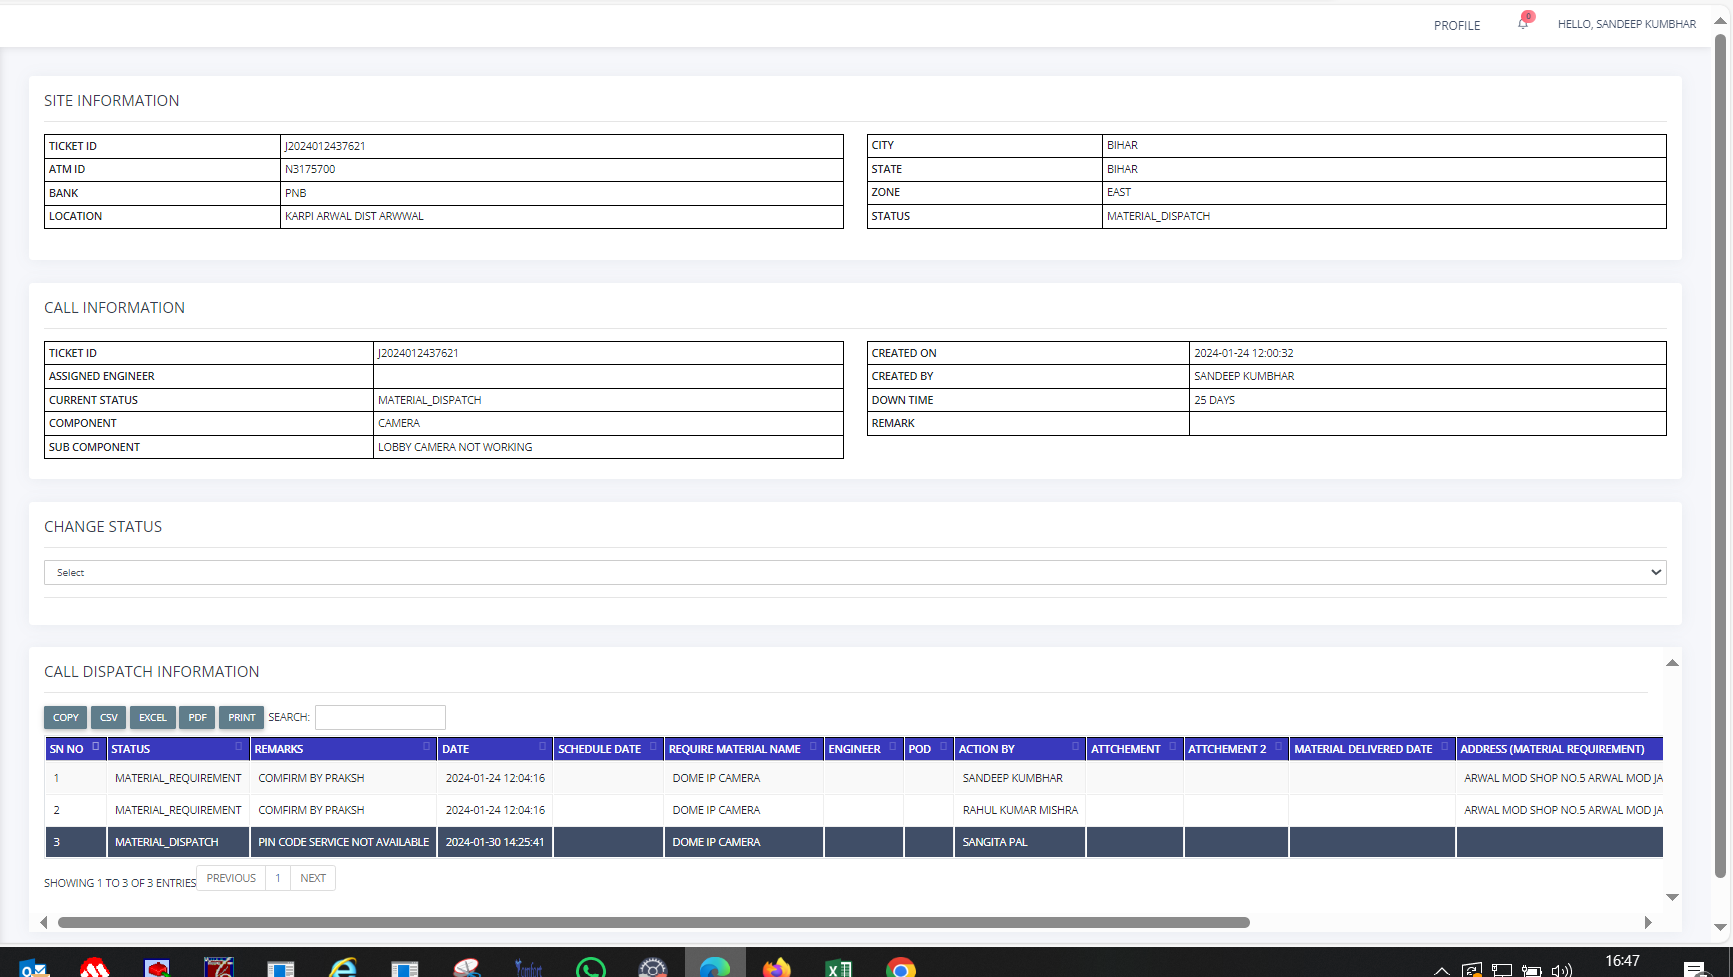 PROFILE 0 HELLO, SANDEEP KUMBHAR
SITE INFORMATION
TICKET ID J2024012437621
ATM ID N3175700
BANK PNB
LOCATION KARPI ARWAL DIST ARWWAL
CITY BIHAR
STATE BIHAR
ZONE EAST
STATUS MATERIAL_DISPATCH
CALL INFORMATION
TICKET ID J2024012437621
ASSIGNED ENGINEER
CURRENT STATUS MATERIAL_DISPATCH
COMPONENT CAMERA
SUB COMPONENT LOBBY CAMERA NOT WORKING
CREATED ON 2024-01-24 12:00:32
CREATED BY SANDEEP KUMBHAR
DOWN TIME 25 DAYS
REMARK
CHANGE STATUS
Select
CALL DISPATCH INFORMATION
COPY CSV EXCEL PDF PRINT SEARCH:
SN NO STATUS REMARKS DATE SCHEDULE DATE REQUIRE MATERIAL NAME ENGINEER POD ACTION BY ATTCHEMENT ATTCHEMENT 2 MATERIAL DELIVERED DATE ADDRESS (MATERIAL REQUIREMENT)
1 MATERIAL_REQUIREMENT COMFIRM BY PRAKSH 2024-01-24 12:04:16 DOME IP CAMERA SANDEEP KUMBHAR ARWAL MOD SHOP NO.5 ARWAL MOD JA
2 MATERIAL_REQUIREMENT COMFIRM BY PRAKSH 2024-01-24 12:04:16 DOME IP CAMERA RAHUL KUMAR MISHRA ARWAL MOD SHOP NO.5 ARWAL MOD JA
3 MATERIAL_DISPATCH PIN CODE SERVICE NOT AVAILABLE 2024-01-30 14:25:41 DOME IP CAMERA SANGITA PAL
SHOWING 1 TO 3 OF 3 ENTRIES PREVIOUS 1 NEXT
16:47